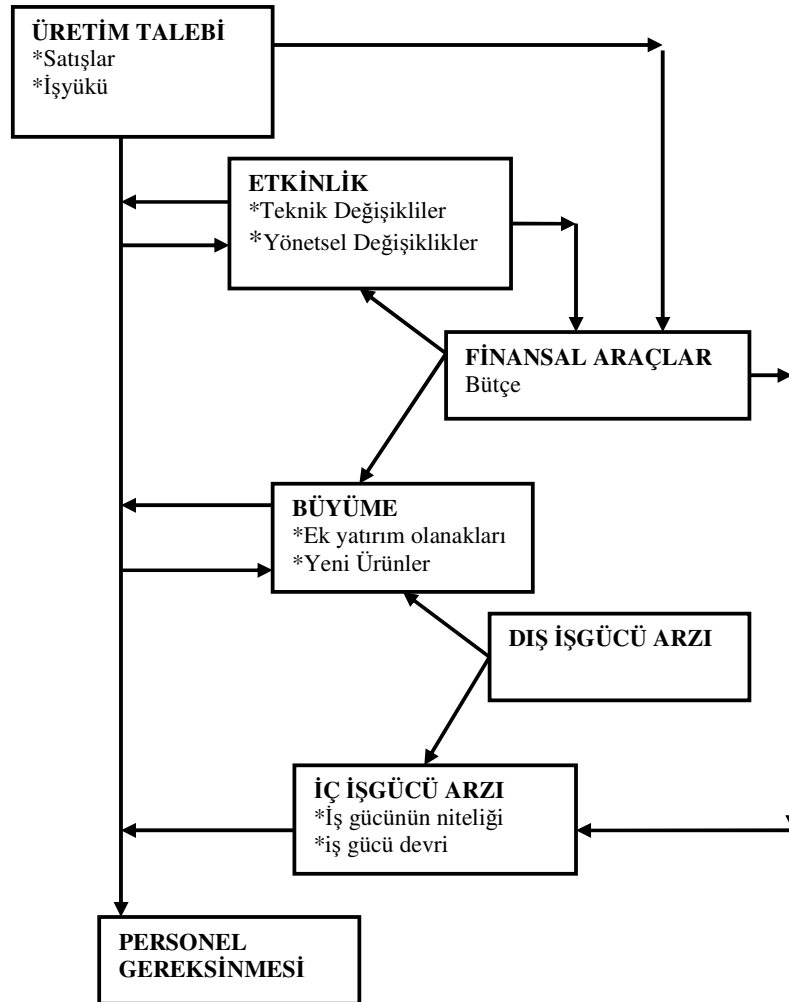 ÜRETİM TALEBİ
*Satışlar
*İşyükü
ETKİNLİK
*Teknik Değişikliler
*Yönetsel Değişiklikler
FİNANSAL ARAÇLAR
Bütçe
BÜYÜME
*Ek yatırım olanakları
*Yeni Ürünler
DIŞ İŞGÜCÜ ARZI
İÇ İŞGÜCÜ ARZI
*İş gücünün niteliği
*iş gücü devri
PERSONEL
GEREKSİNMESİ